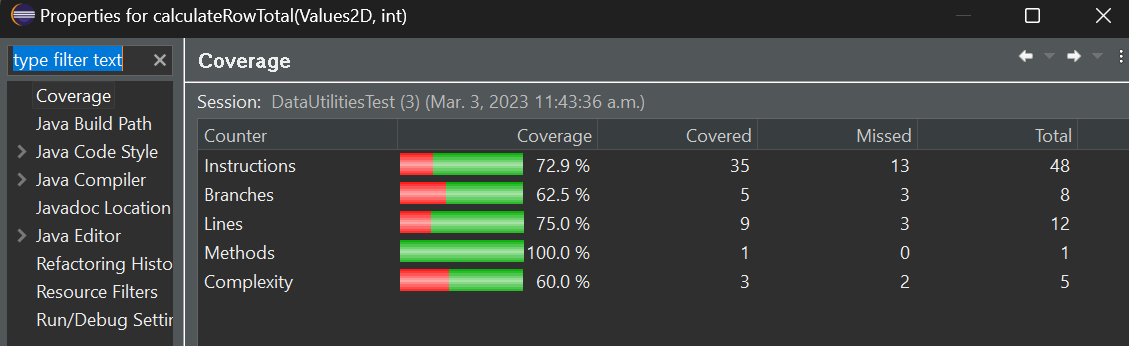 Properties for calculateRowTotal(Values2D, int)
type filter text
Coverage
Java Build Path
Java Code Style
Java Compiler
Javadoc Location
Java Editor
Refactoring Histo
Resource Filters
Run/Debug Settin
Coverage
Session: DataUtilitiesTest (3) (Mar. 3, 2023 11:43:36 a.m.)
Counter Coverage Covered Missed Total
Instructions 72.9 % 35 13 48
Branches 62.5 % 5 3 8
Lines 75.0 % 9 3 12
Methods 100.0 % 1 0 1
Complexity 60.0 % 3 2 5